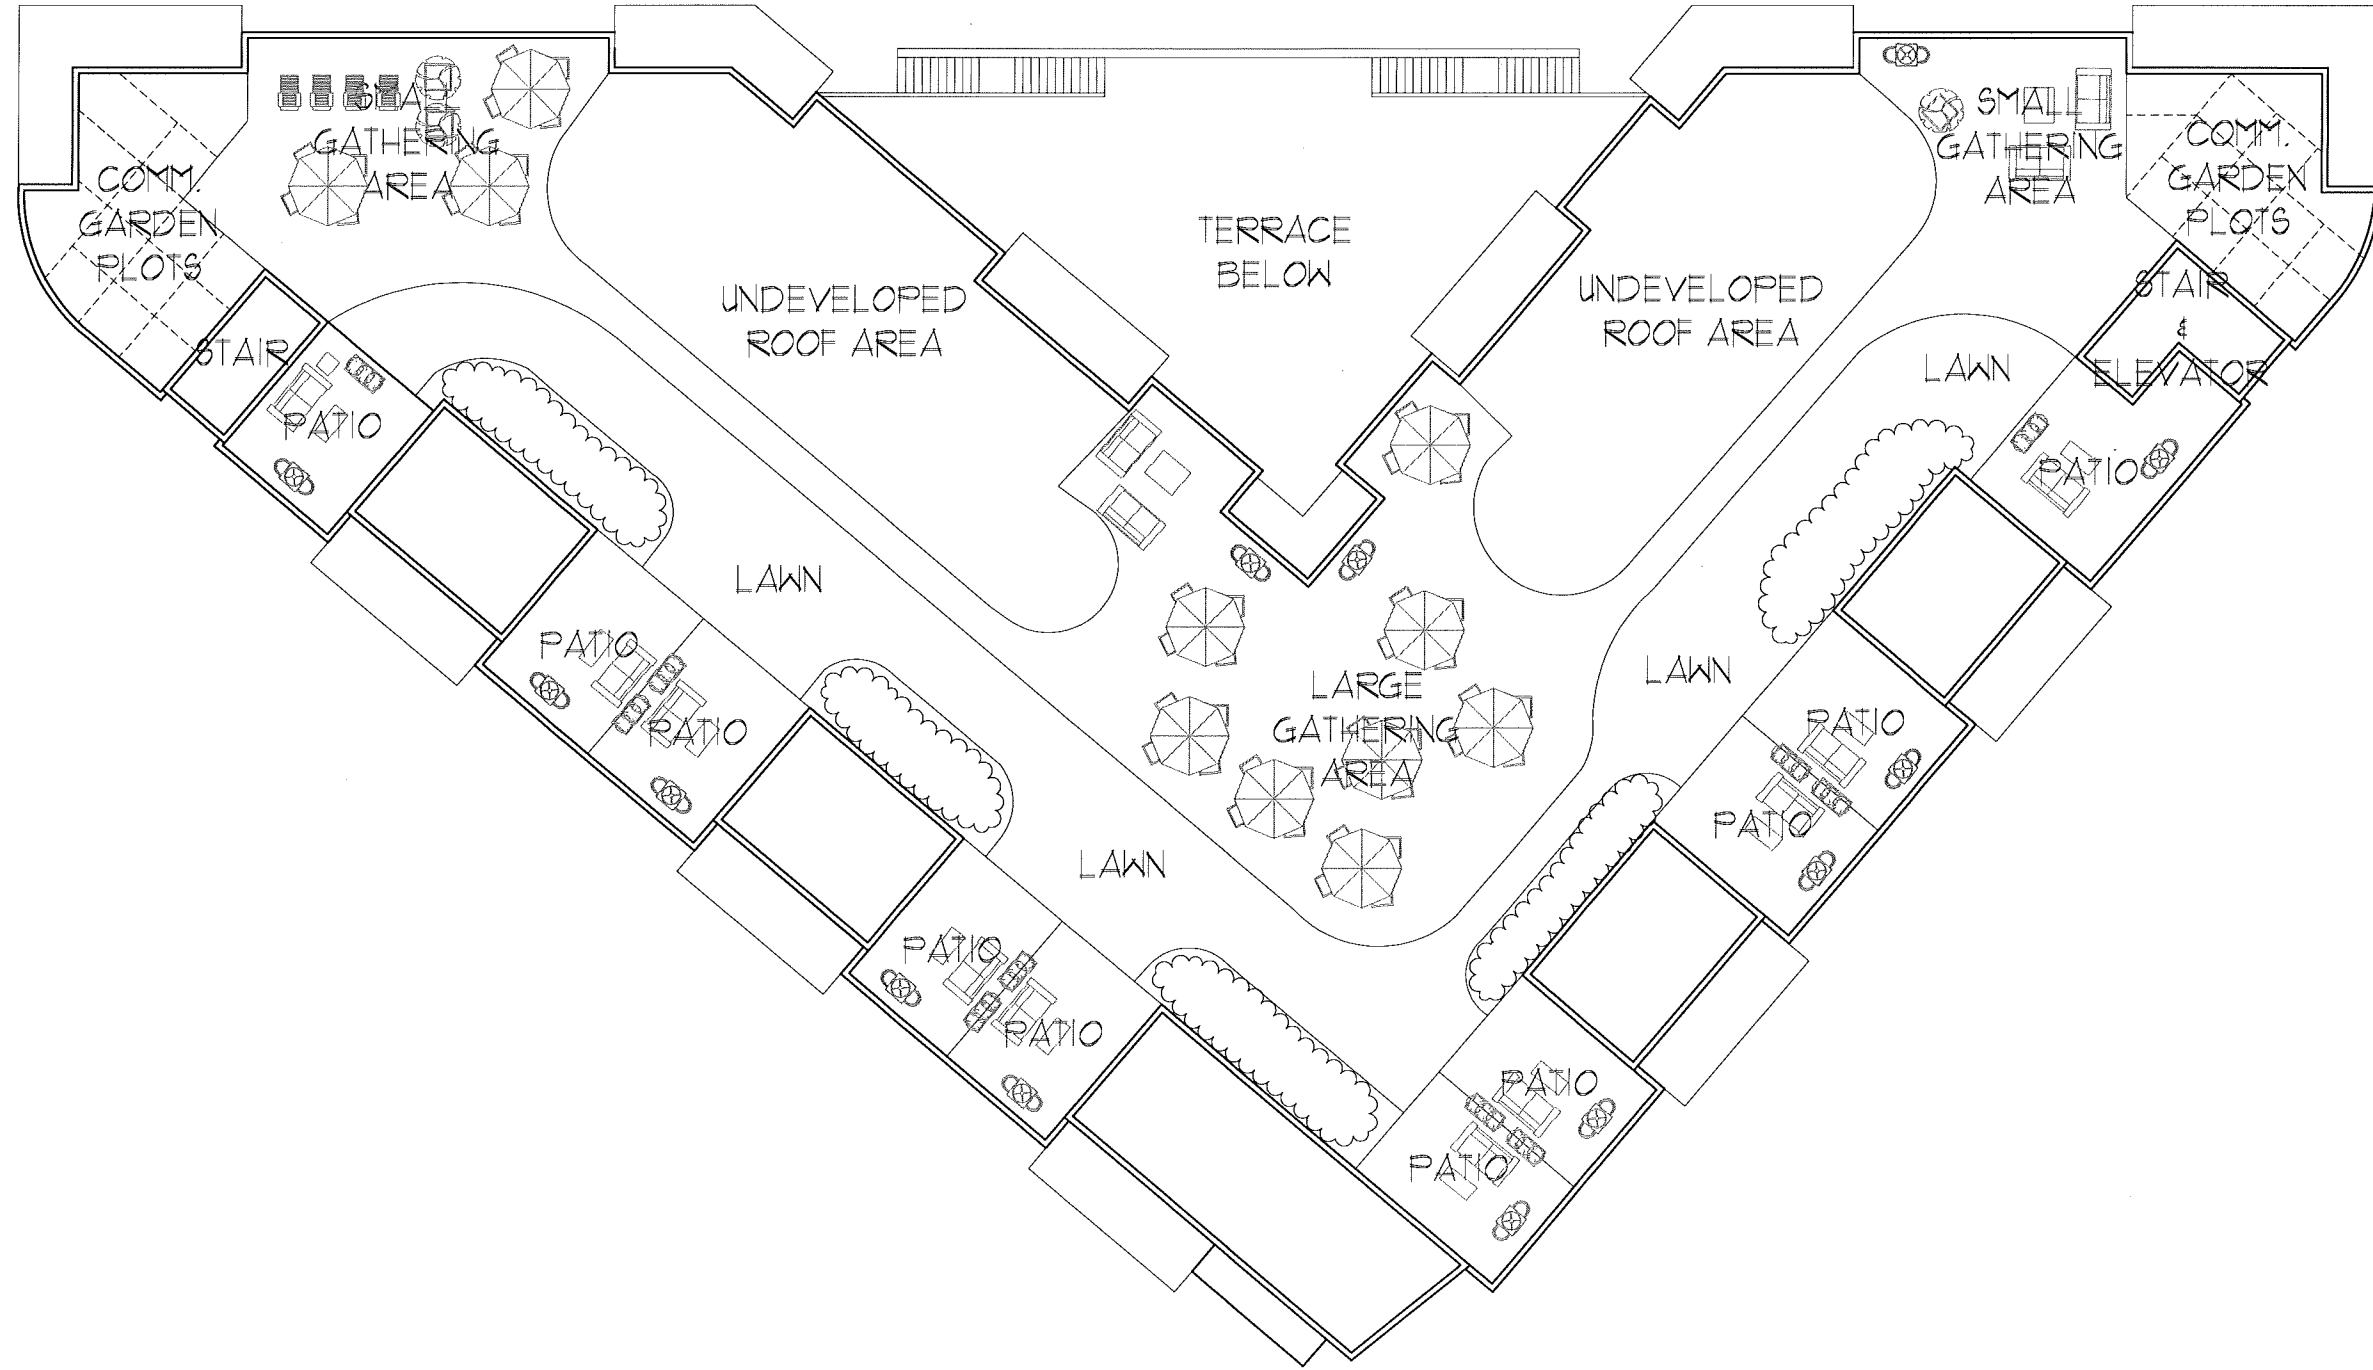 SMALL
GATHERING
AREA
COMM.
GARDEN
PLOTS
STAIR
PATIO
UNDEVELOPED
ROOF AREA
TERRACE
BELOW
UNDEVELOPED
ROOF AREA
SMALL
GATHERING
AREA
COMM.
GARDEN
PLOTS
STAIR
&
ELEVATOR
LAWN
PATIO
LAWN
PATIO
PATIO
LARGE
GATHERING
AREA
LAWN
PATIO
PATIO
LAWN
PATIO
PATIO
PATIO
PATIO